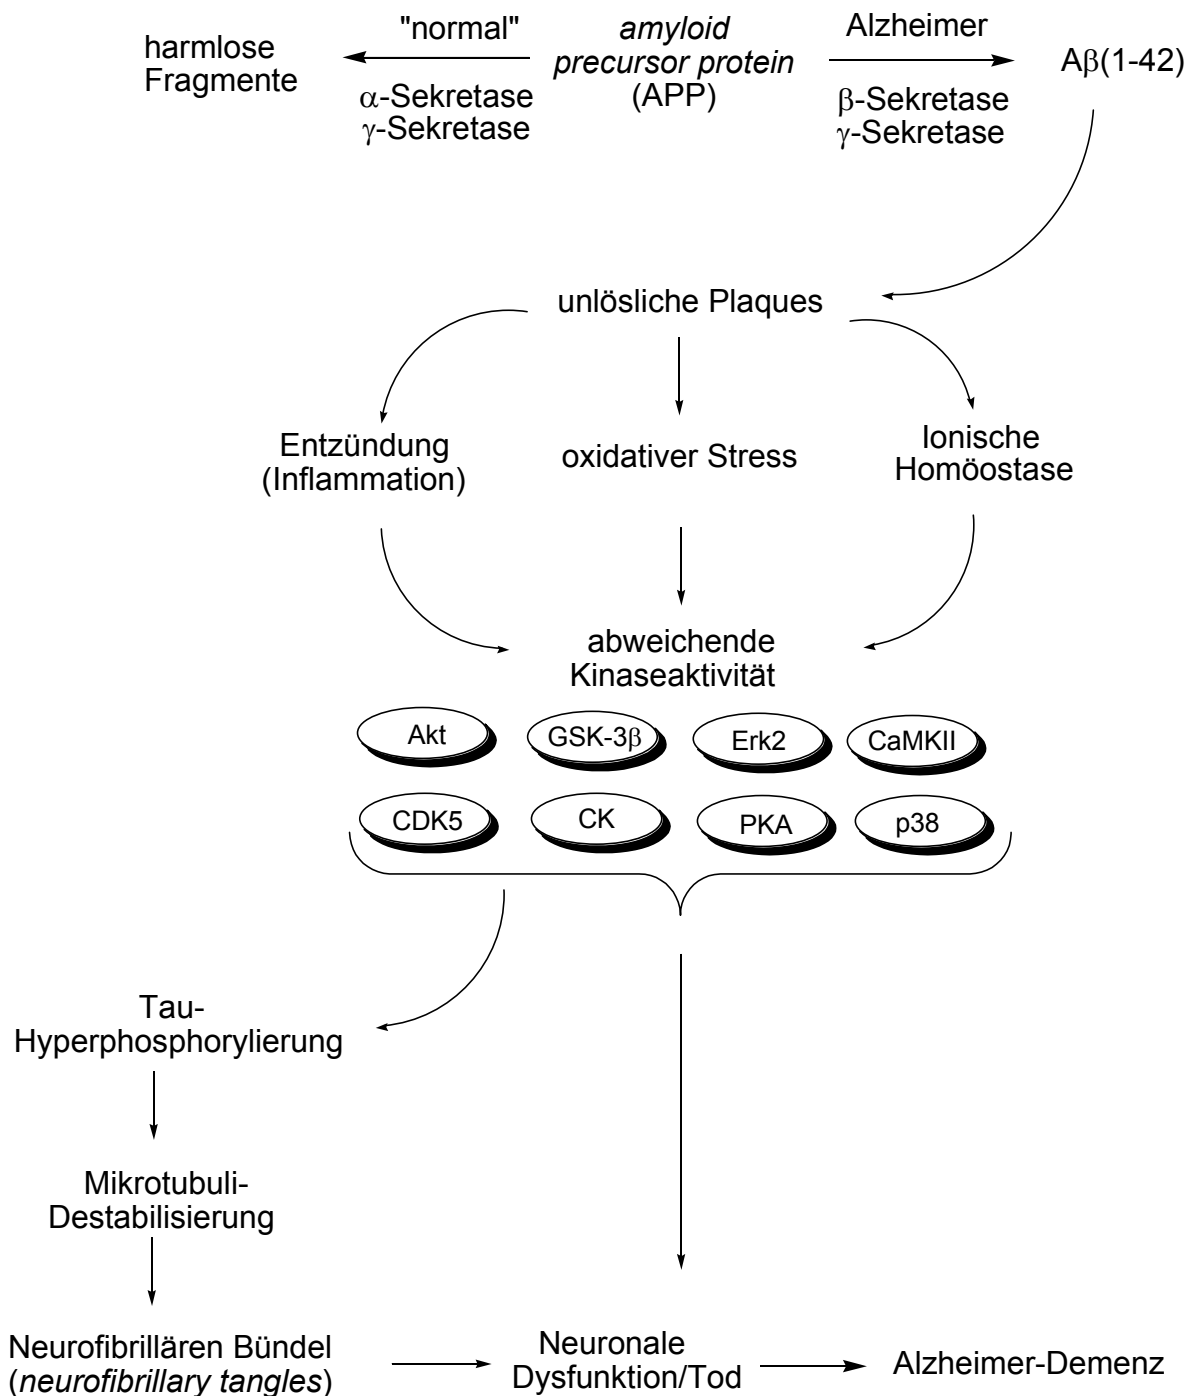 harmlose
Fragmente
"normal"
α-Sekretase
γ-Sekretase
amyloid
precursor protein
(APP)
Alzheimer
β-Sekretase
γ-Sekretase
Aβ(1-42)
unlösliche Plaques
Entzündung
(Inflammation)
oxidativer Stress
Ionische
Homöostase
abweichende
Kinaseaktivität
Akt
GSK-3β
Erk2
CaMKII
CDK5
CK
PKA
p38
Tau-
Hyperphosphorylierung
Mikrotubuli-
Destabilisierung
Neurofibrillären Bündel
(neurofibrillary tangles)
Neuronale
Dysfunktion/Tod
Alzheimer-Demenz